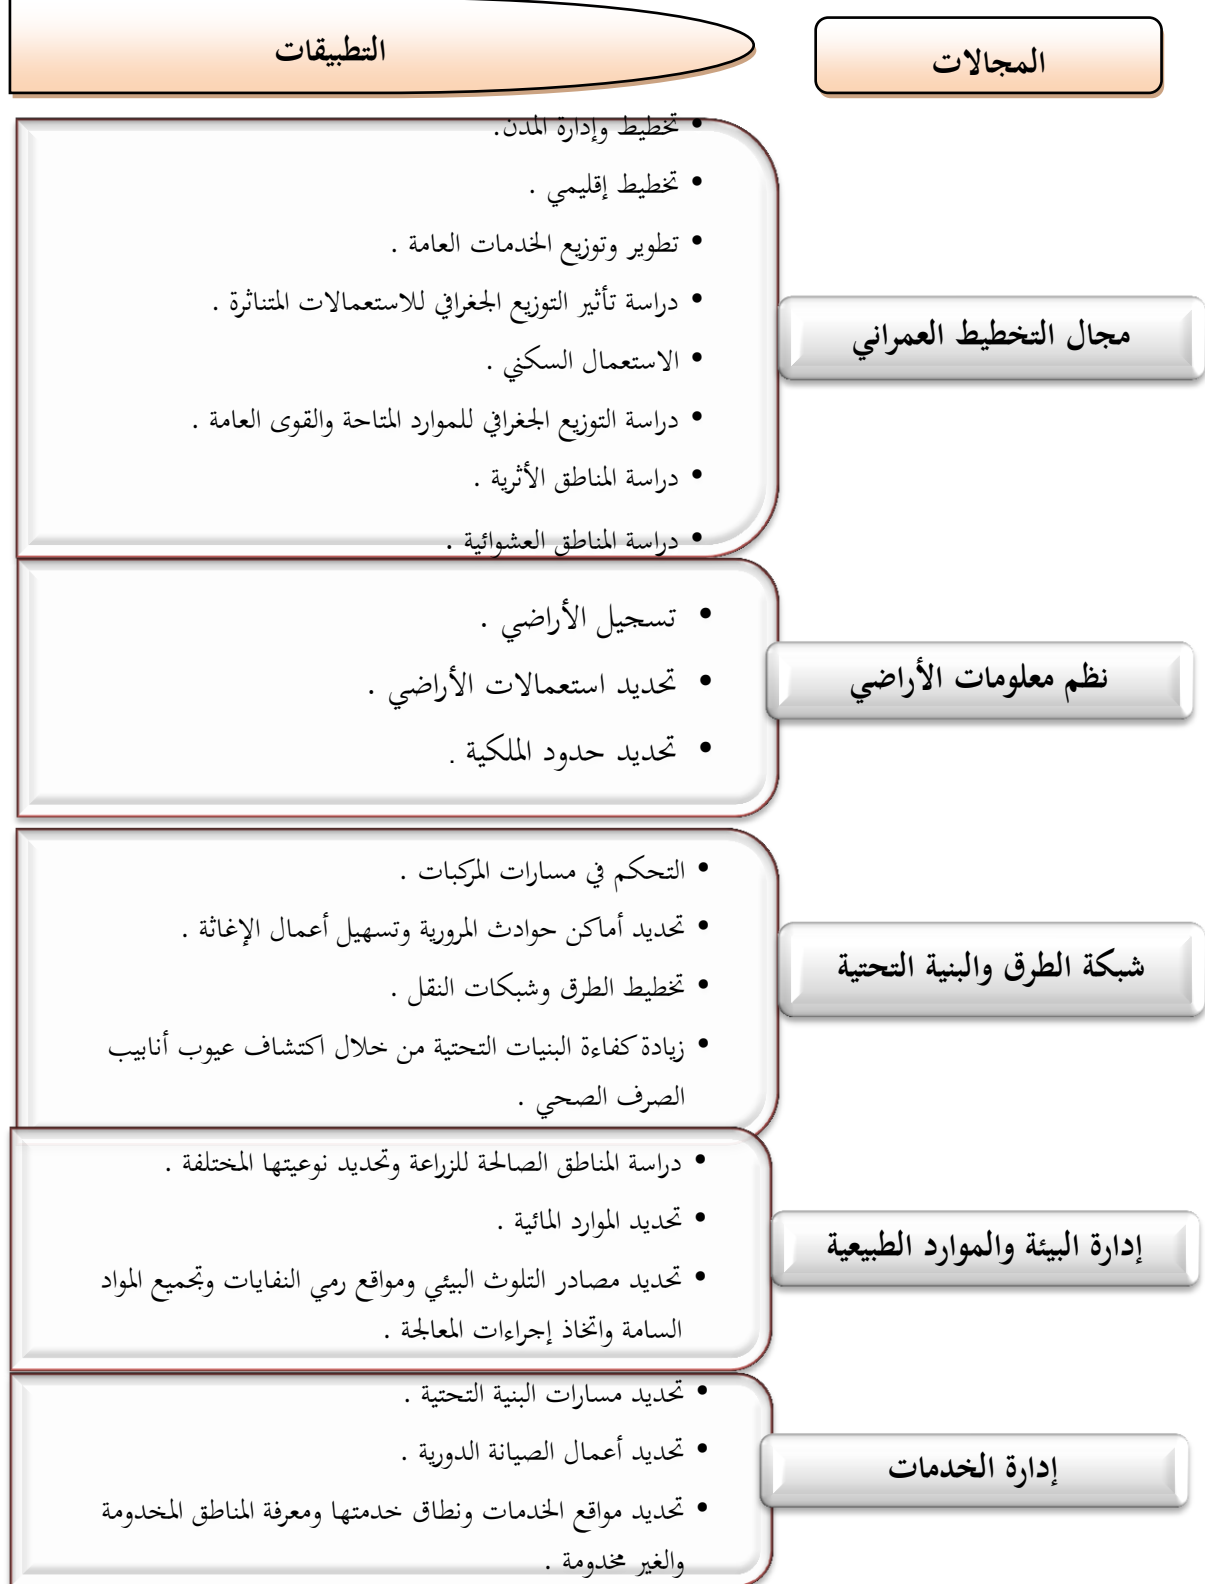 المجالات
التطبيقات
مجال التخطيط العمراني
• تخطيط وإدارة المدن.
• تخطيط إقليمي .
• تطوير وتوزيع الخدمات العامة .
• دراسة تأثير التوزيع الجغرافي للاستعمالات المتناثرة .
• الاستعمال السكني .
• دراسة التوزيع الجغرافي للموارد المتاحة والقوى العامة .
• دراسة المناطق الأثرية .
• دراسة المناطق العشوائية .
نظم معلومات الأراضي
• تسجيل الأراضي .
• تحديد استعمالات الأراضي .
• تحديد حدود الملكية .
شبكة الطرق والبنية التحتية
• التحكم في مسارات المركبات .
• تحديد أماكن حوادث المرورية وتسهيل أعمال الإغاثة .
• تخطيط الطرق وشبكات النقل .
• زيادة كفاءة البنيات التحتية من خلال اكتشاف عيوب أنابيب
الصرف الصحي .
إدارة البيئة والموارد الطبيعية
• دراسة المناطق الصالحة للزراعة وتحديد نوعيتها المختلفة .
• تحديد الموارد المائية .
• تحديد مصادر التلوث البيئي ومواقع رمي النفايات وتجميع المواد
السامة واتخاذ إجراءات المعالجة .
إدارة الخدمات
• تحديد مسارات البنية التحتية .
• تحديد أعمال الصيانة الدورية .
• تحديد مواقع الخدمات ونطاق خدمتها ومعرفة المناطق المخدومة
والغير مخدومة .